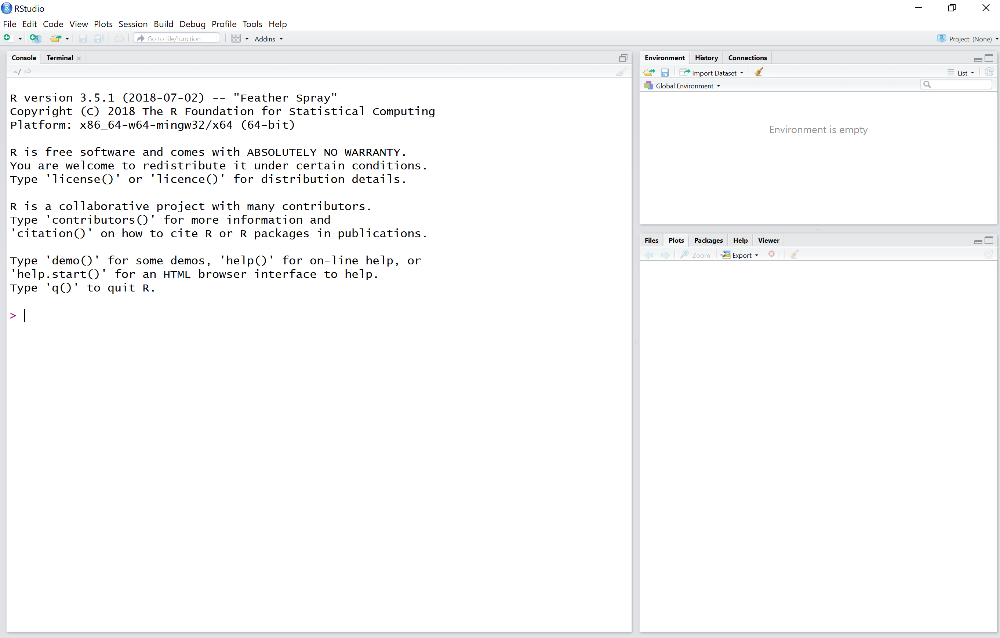 RStudio
File Edit Code View Plots Session Build Debug Profile Tools Help
Go to file/function Addins Project: (None)
Console Terminal
~/
R version 3.5.1 (2018-07-02) -- "Feather Spray"
Copyright (C) 2018 The R Foundation for Statistical Computing
Platform: x86_64-w64-mingw32/x64 (64-bit)
R is free software and comes with ABSOLUTELY NO WARRANTY.
You are welcome to redistribute it under certain conditions.
Type 'license()' or 'licence()' for distribution details.
R is a collaborative project with many contributors.
Type 'contributors()' for more information and
'citation()' on how to cite R or R packages in publications.
Type 'demo()' for some demos, 'help()' for on-line help, or
'help.start()' for an HTML browser interface to help.
Type 'q()' to quit R.
>
Environment History Connections
Import Dataset List
Global Environment
Environment is empty
Files Plots Packages Help Viewer
Zoom Export